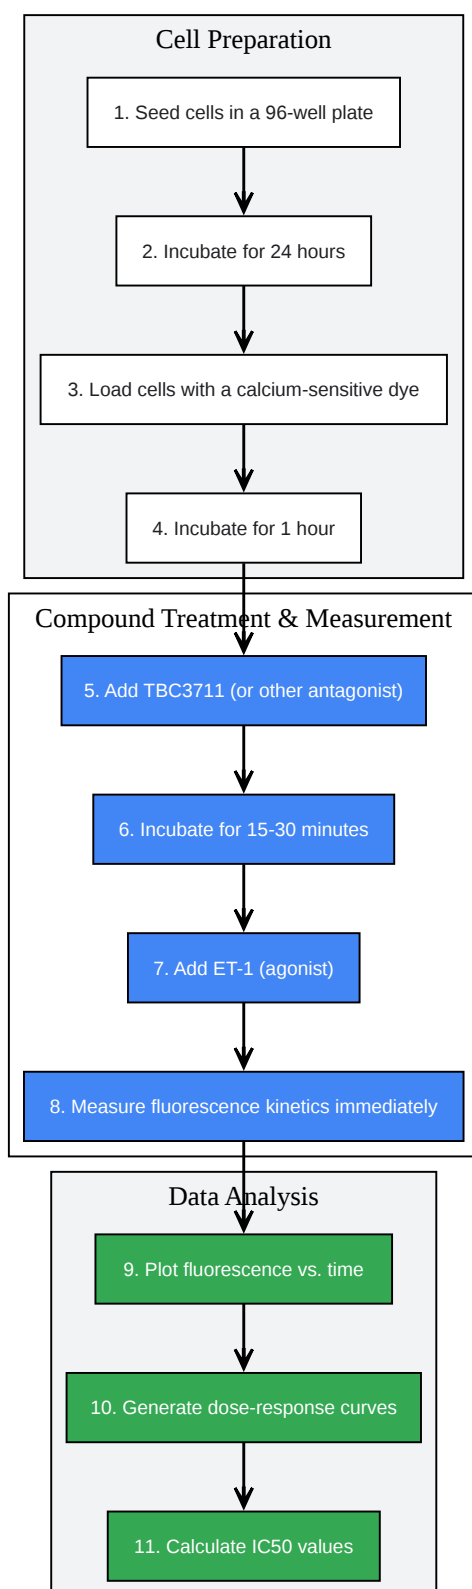 Cell Preparation
1. Seed cells in a 96-well plate
2. Incubate for 24 hours
3. Load cells with a calcium-sensitive dye
4. Incubate for 1 hour
Compound Treatment & Measurement
5. Add TBC3711 (or other antagonist)
6. Incubate for 15-30 minutes
7. Add ET-1 (agonist)
8. Measure fluorescence kinetics immediately
Data Analysis
9. Plot fluorescence vs. time
10. Generate dose-response curves
11. Calculate IC50 values